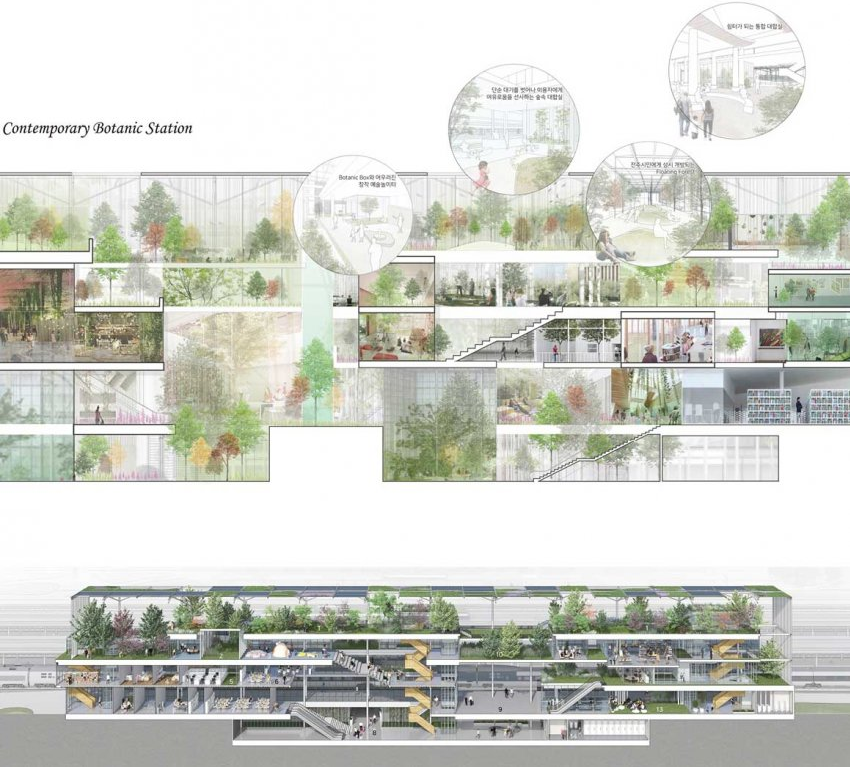 쉼터가 되는 통합 대합실
단순 대기를 벗어나 이용자에게
여유로움을 선사하는 숲속 대합실
Contemporary Botanic Station
전주시민에게 상시 개방되는
Floating Forest
Botanic Box와 어우러진
창작 예술놀이터
9
13
8